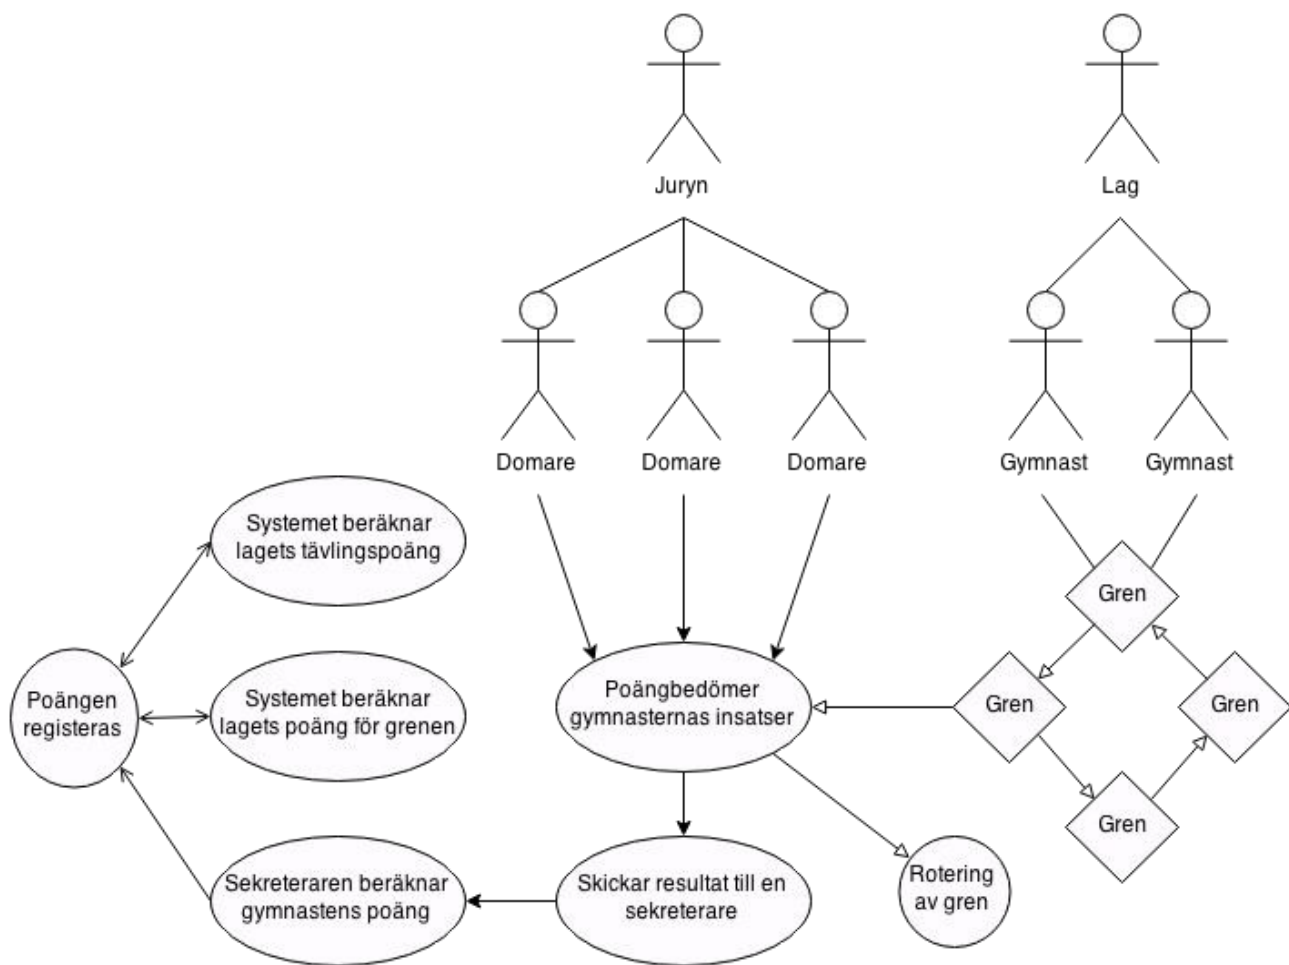 Juryn
Lag
Domare
Domare
Domare
Gymnast
Gymnast
Systemet beräknar
lagets tävlingspoäng
Gren
Poängen
registeras
Systemet beräknar
lagets poäng för grenen
Poängbedömer
gymnasternas insatser
Gren
Gren
Gren
Sekreteraren beräknar
gymnastens poäng
Skickar resultat till en
sekreterare
Rotering
av gren